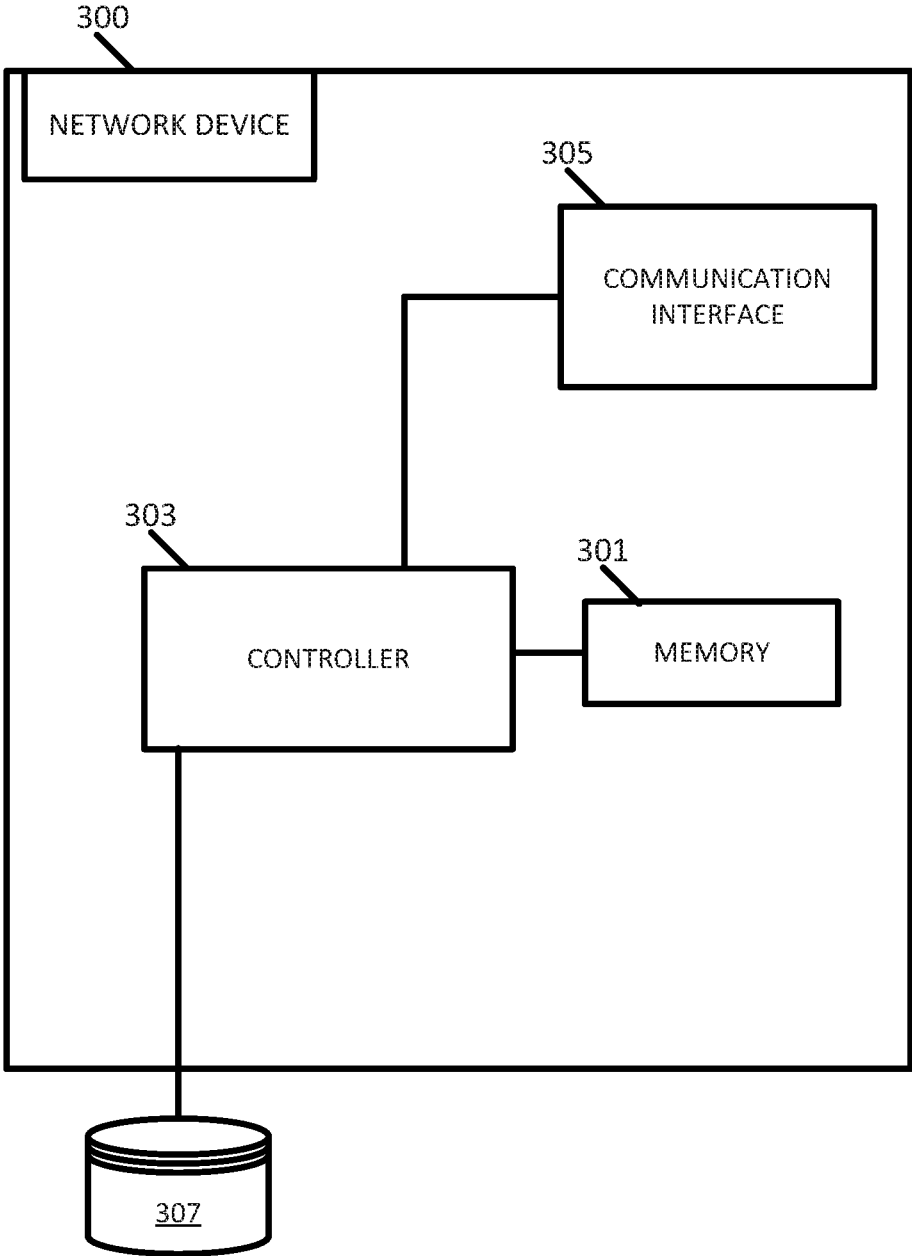 300
NETWORK DEVICE
305
COMMUNICATION
INTERFACE
303
CONTROLLER
301
MEMORY
307